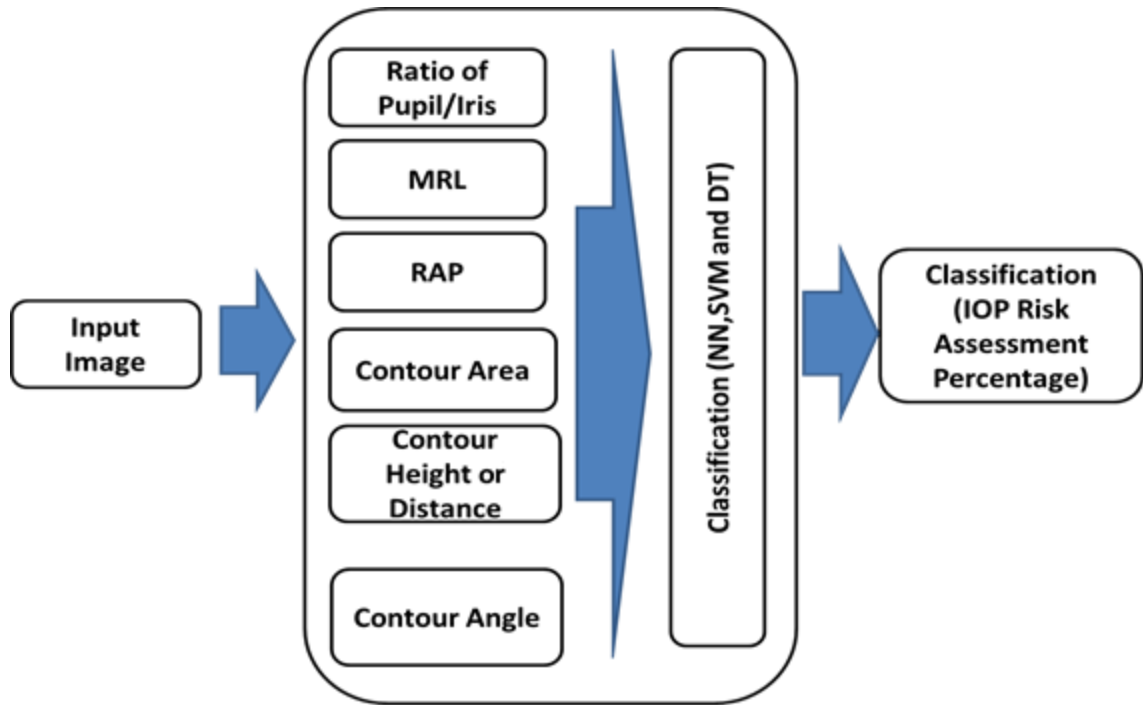 Input
Image
Ratio of
Pupil/Iris
MRL
RAP
Contour Area
Contour
Height or
Distance
Contour Angle
Classification (NN,SVM and DT)
Classification
(IOP Risk
Assessment
Percentage)